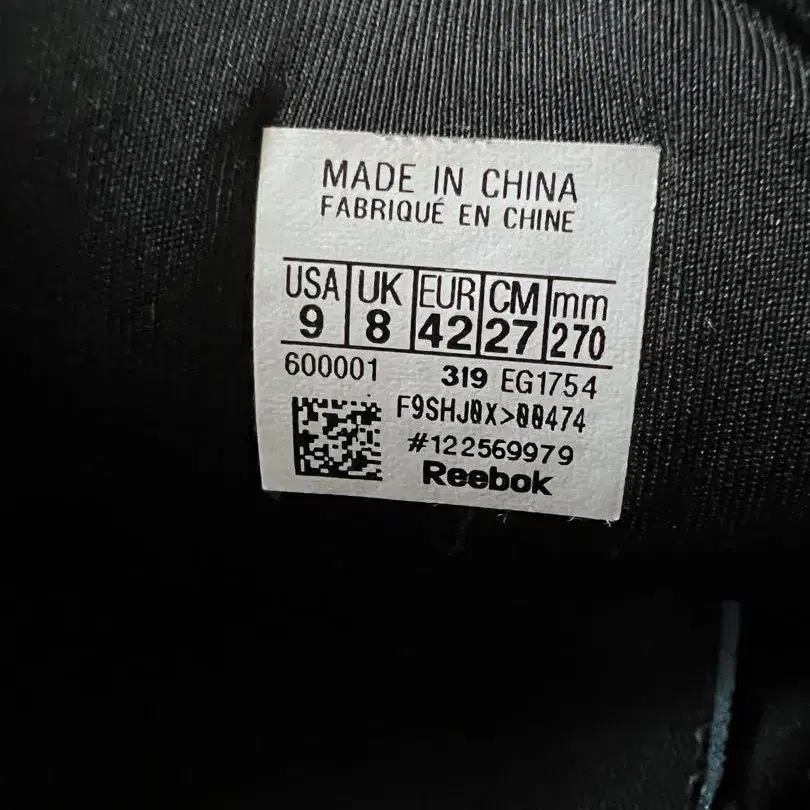 MADE IN CHINA
FABRIQUÉ EN CHINE
USA UK EUR CM mm
9 8 42 27 270
600001 319 EG1754
F9SHJ0X>00474
#122569979
Reebok